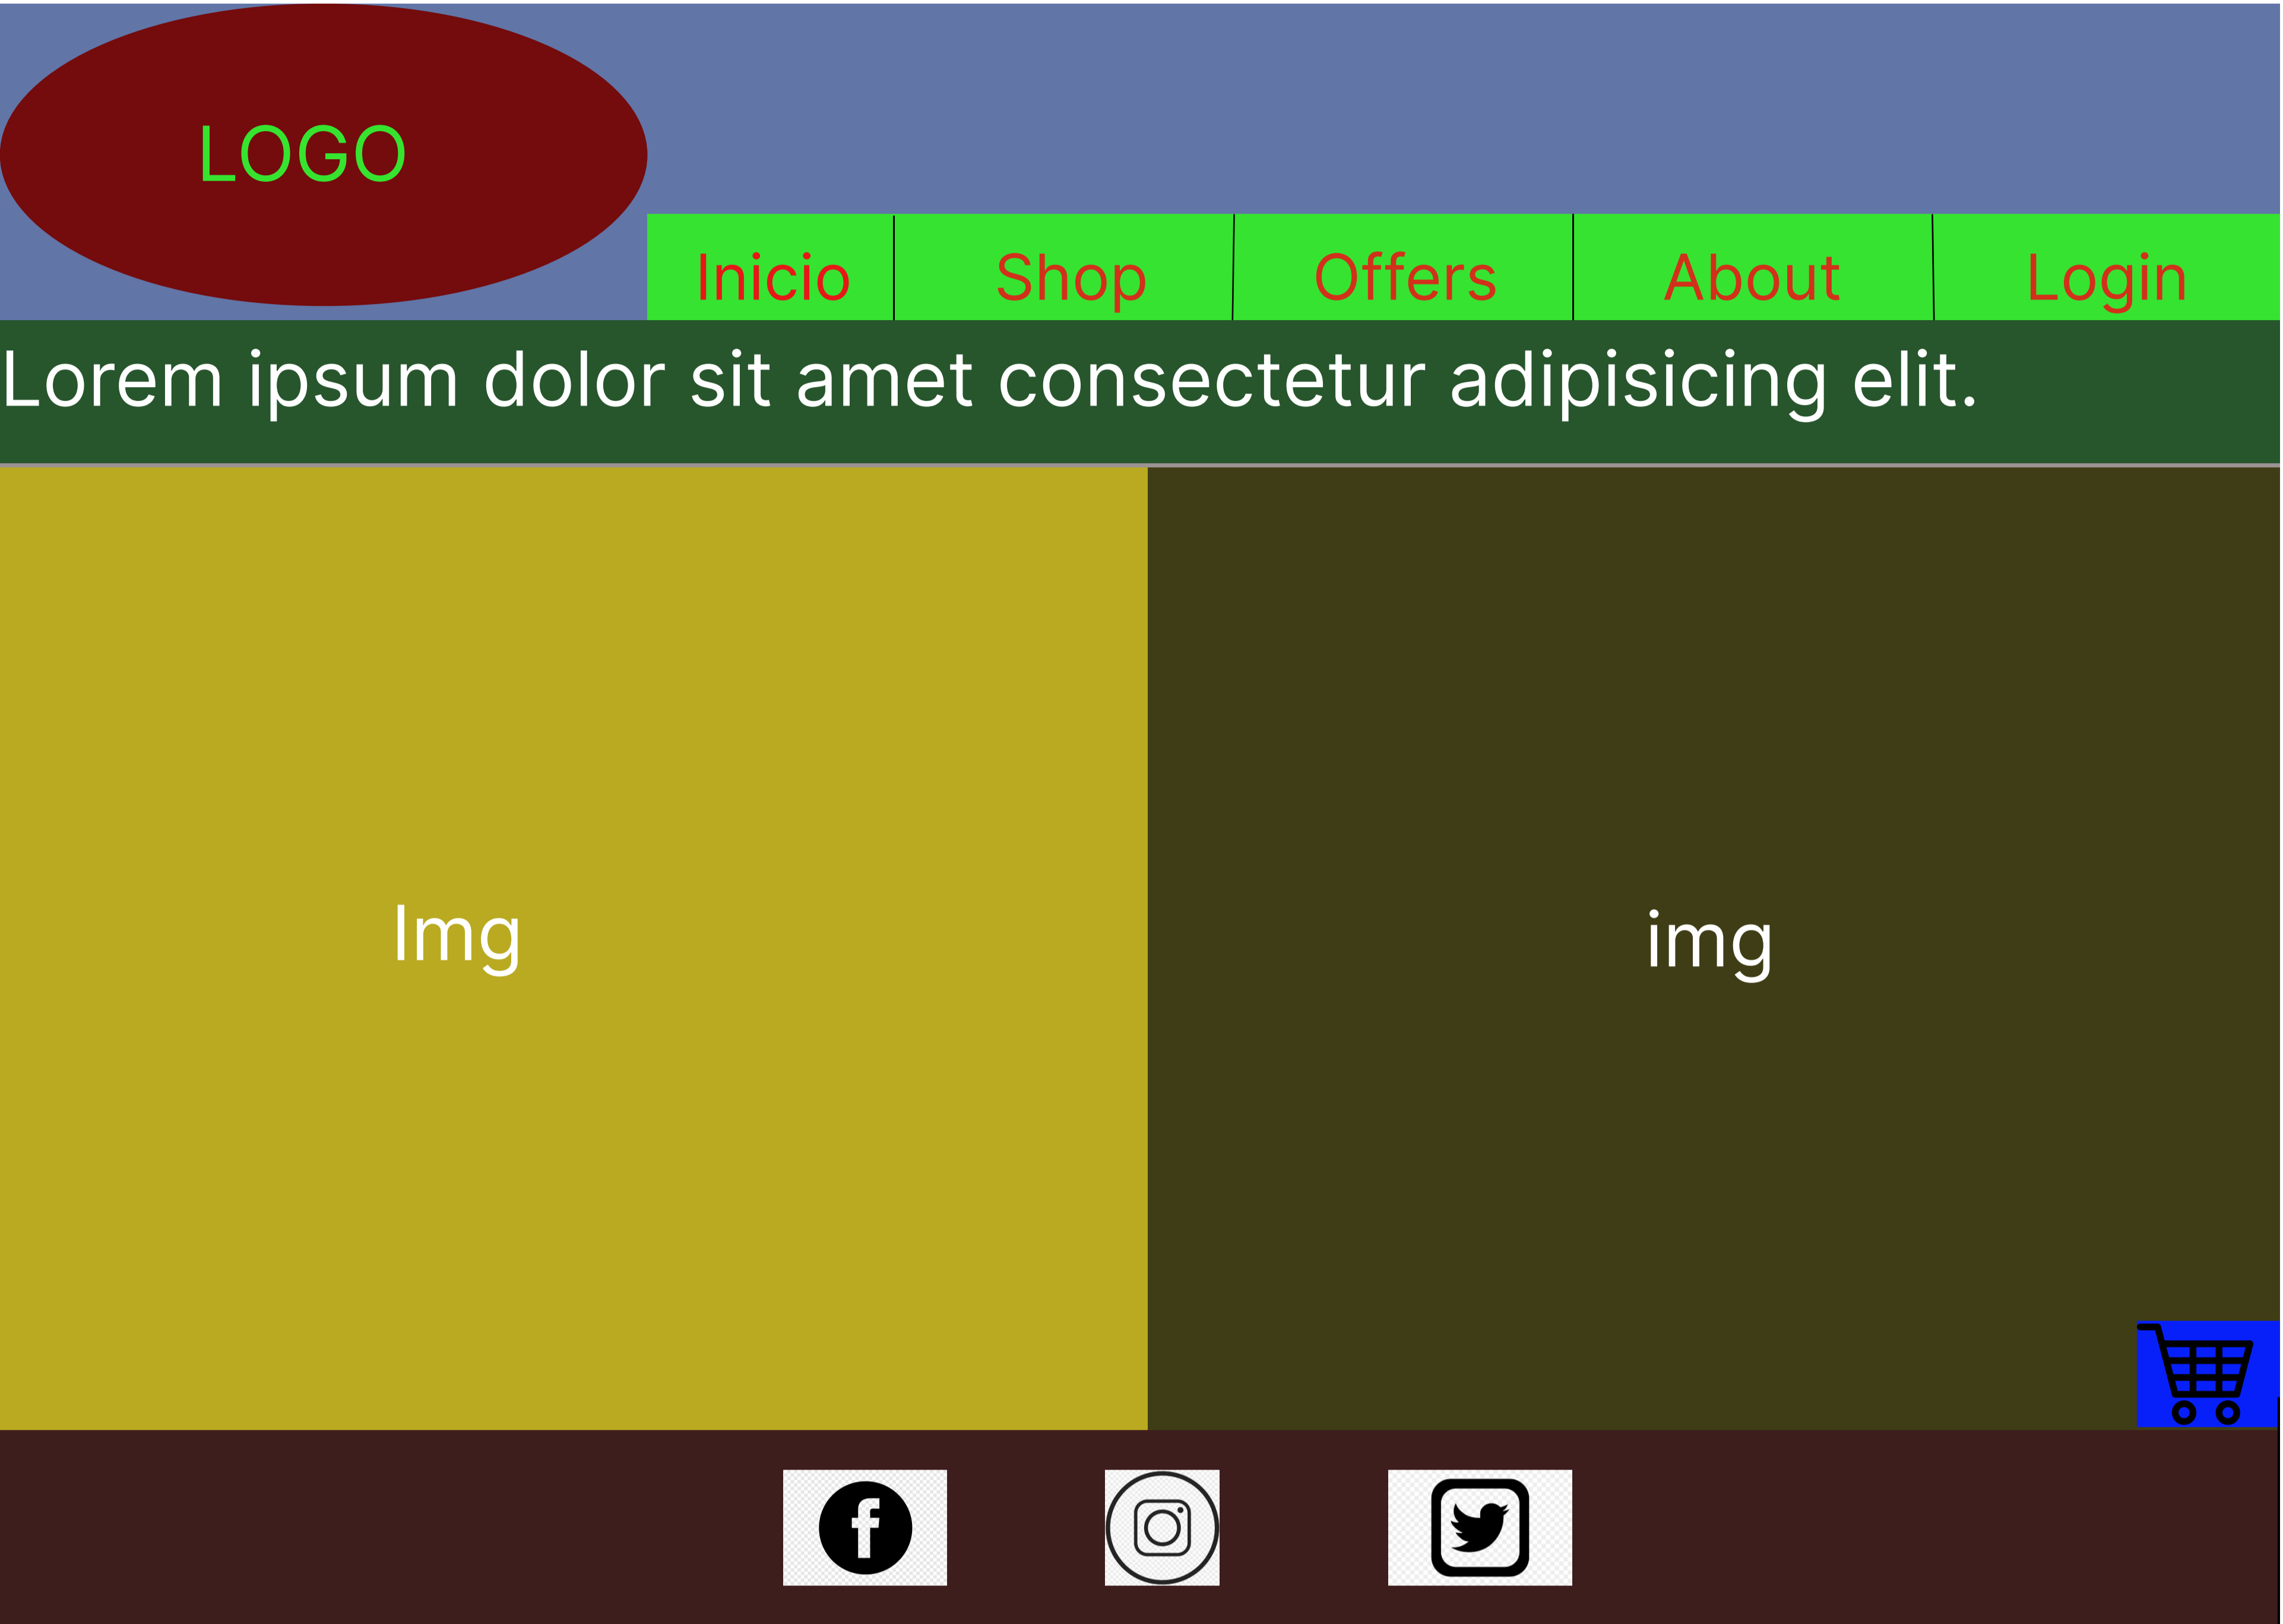 LOGO
Inicio Shop Offers About Login
Lorem ipsum dolor sit amet consectetur adipisicing elit.
Img img